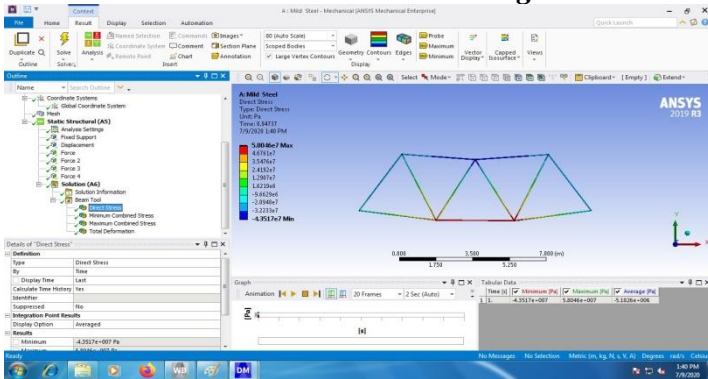 Context
A : Mild Steel - Mechanical [ANSYS Mechanical Enterprise]
File Home Result Display Selection Automation
Quick Launch
Duplicate Q
Solve
Analysis
Named Selection
Commands
Images
Coordinate System
Comment
Section Plane
Remote Point
Chart
Annotation
80 (Auto Scale)
Scoped Bodies
Large Vertex Contours
Geometry Contours Edges
Probe
Maximum
Minimum
Vector Display
Capped Isosurface
Views
Outline Solve Insert Display
Outline
Name Search Outline
Select Mode
Clipboard [ Empty ] Extend
Coordinate Systems
Global Coordinate System
Mesh
Static Structural (A5)
Analysis Settings
Fixed Support
Displacement
Force
Force 2
Force 3
Force 4
Solution (A6)
Solution Information
Beam Tool
Direct Stress
Minimum Combined Stress
Maximum Combined Stress
Total Deformation
A: Mild Steel
Direct Stress
Type: Direct Stress
Unit: Pa
7/9/2020 1:40 PM
5.8046e7 Max
4.6761e7
3.5476e7
2.4192e7
1.2907e7
-3.2233e7
-4.3517e7 Min
ANSYS
2019 R3
0.000 3.500 7.000 (m)
1.750 5.250
Details of "Direct Stress"
Definition
Type Direct Stress
By Time
Display Time Last
Calculate Time History Yes
Identifier
Suppressed No
Integration Point Results
Display Option Averaged
Results
Minimum -4.3517e+007 Pa
Graph
Animation 20 Frames 2 Sec (Auto)
[Pa]
[s]
Tabular Data
Time [s] Minimum [Pa] Maximum [Pa] Average [Pa]
1 1. -4.3517e+007 5.8046e+007 -5.1826e+006
Ready
No Messages No Selection Metric (m, kg, N, s, V, A) Degrees rad/s Celsiu
WB
DM
1:40 PM
7/9/2020